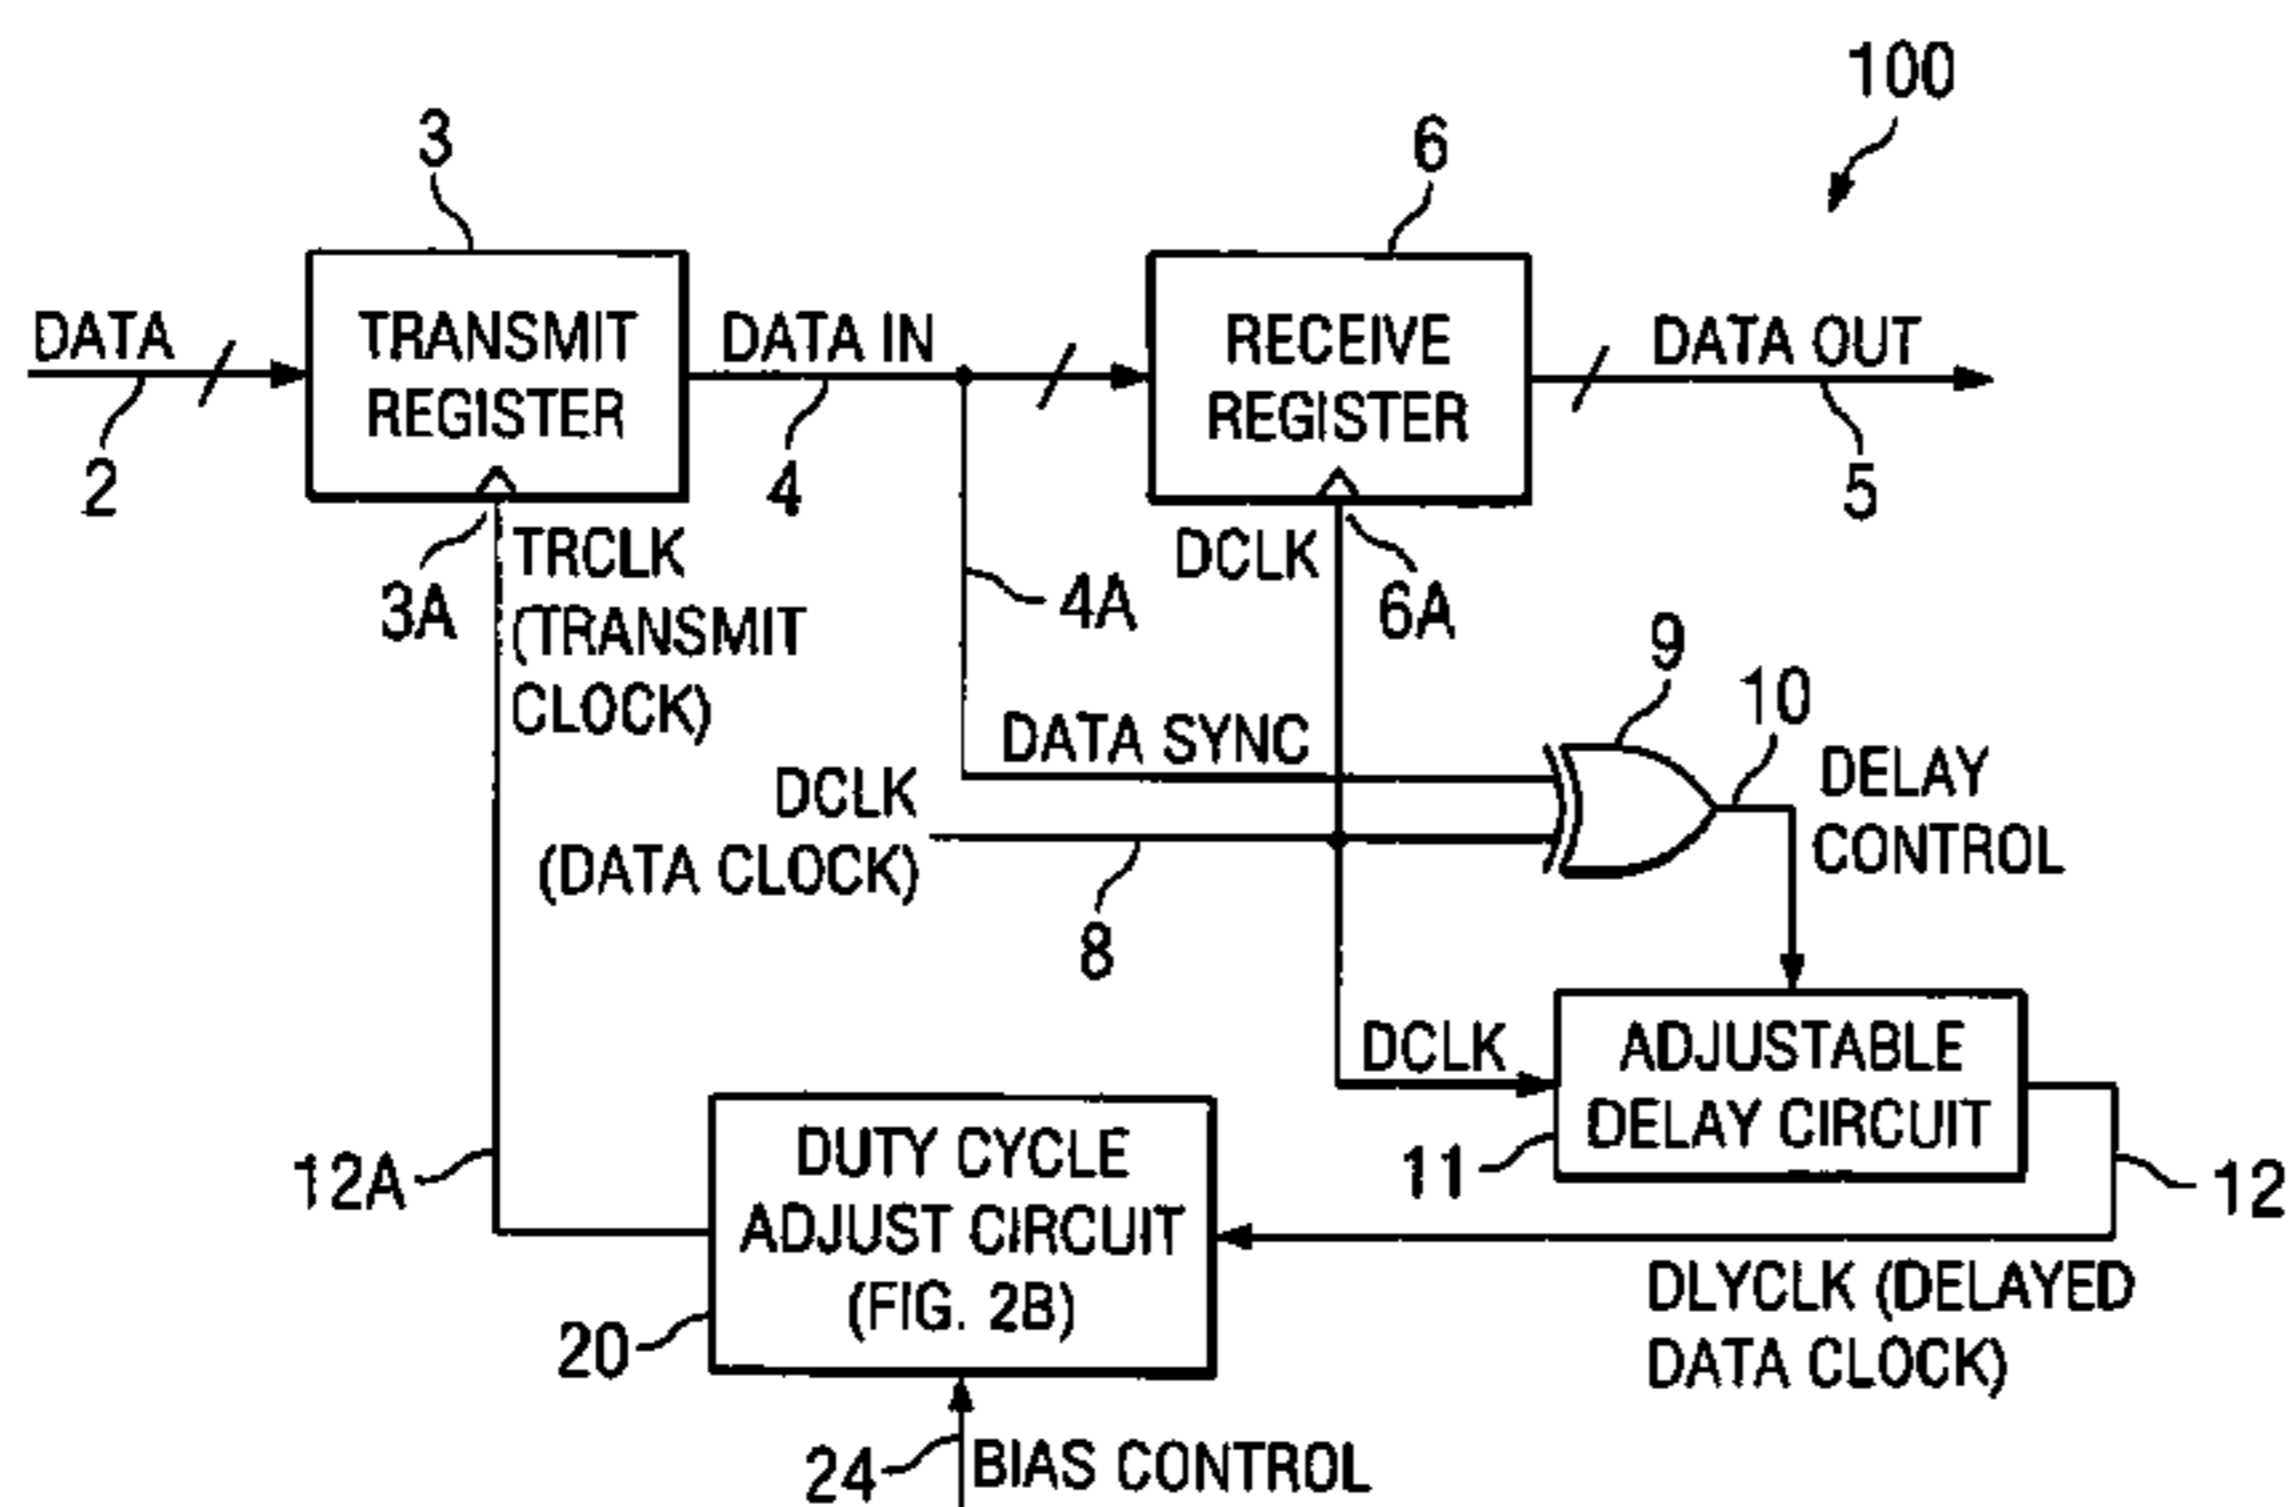 100
3
6
DATA
TRANSMIT
REGISTER
DATA IN
RECEIVE
REGISTER
DATA OUT
2
4
5
3A
TRCLK
(TRANSMIT
CLOCK)
4A
DCLK
6A
9
10
DATA SYNC
DELAY
CONTROL
DCLK
(DATA CLOCK)
8
DCLK
ADJUSTABLE
DELAY CIRCUIT
11
12
12A
DUTY CYCLE
ADJUST CIRCUIT
(FIG. 2B)
20
DLYCLK (DELAYED
DATA CLOCK)
24
BIAS CONTROL